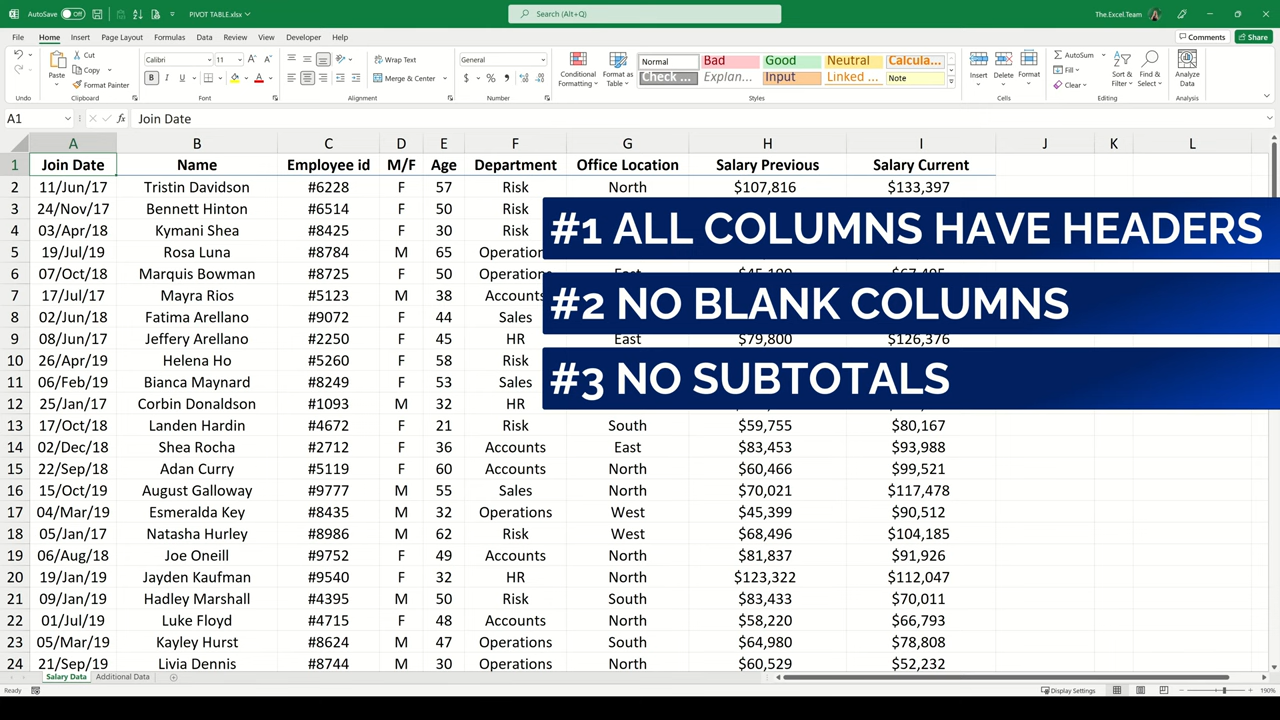 AutoSave Off PIVOT TABLE.xlsx Search (Alt+Q) The.Excel.Team
File Home Insert Page Layout Formulas Data Review View Developer Help Comments Share
Cut
Copy
Format Painter
Paste
Calibri 11
B I U
Wrap Text
Merge & Center
General
$ %
Conditional Formatting
Format as Table
Normal Bad Good Neutral Calcula...
Check ... Explan... Input Linked ... Note
Insert Delete Format
AutoSum
Fill
Clear
Sort & Filter
Find & Select
Analyze Data
Undo Clipboard Font Alignment Number Styles Cells Editing Analysis
A1 fx Join Date
A B C D E F G H I J K L
1 Join Date Name Employee id M/F Age Department Office Location Salary Previous Salary Current
2 11/Jun/17 Tristin Davidson #6228 F 57 Risk North $107,816 $133,397
3 24/Nov/17 Bennett Hinton #6514 F 50 Risk
4 03/Apr/18 Kymani Shea #8425 F 30 Risk
#1 ALL COLUMNS HAVE HEADERS
5 19/Jul/19 Rosa Luna #8784 M 65 Operation
6 07/Oct/18 Marquis Bowman #8725 F 50 Operations East $45,190 $67,495
7 17/Jul/17 Mayra Rios #5123 M 38 Accounts
#2 NO BLANK COLUMNS
8 02/Jun/18 Fatima Arellano #9072 F 44 Sales
9 08/Jun/17 Jeffery Arellano #2250 F 45 HR East $79,800 $126,376
10 26/Apr/19 Helena Ho #5260 F 58 Risk
#3 NO SUBTOTALS
11 06/Feb/19 Bianca Maynard #8249 F 53 Sales
12 25/Jan/17 Corbin Donaldson #1093 M 32 HR
13 17/Oct/18 Landen Hardin #4672 F 21 Risk South $59,755 $80,167
14 02/Dec/18 Shea Rocha #2712 F 36 Accounts East $83,453 $93,988
15 22/Sep/18 Adan Curry #5119 F 60 Accounts North $60,466 $99,521
16 15/Oct/19 August Galloway #9777 M 55 Sales North $70,021 $117,478
17 04/Mar/19 Esmeralda Key #8435 M 32 Operations West $45,399 $90,512
18 05/Jan/17 Natasha Hurley #8986 M 62 Risk West $68,496 $104,185
19 06/Aug/18 Joe Oneill #9752 F 49 Accounts North $81,837 $91,926
20 19/Jan/19 Jayden Kaufman #9540 F 32 HR North $123,322 $112,047
21 09/Jan/19 Hadley Marshall #4395 M 50 Risk South $83,433 $70,011
22 01/Jul/19 Luke Floyd #4715 F 48 Accounts North $58,220 $66,793
23 05/Mar/19 Kayley Hurst #8624 M 47 Operations South $64,980 $78,808
24 21/Sep/19 Livia Dennis #8744 M 30 Operations North $60,529 $52,232
Salary Data Additional Data
Ready Display Settings 190%